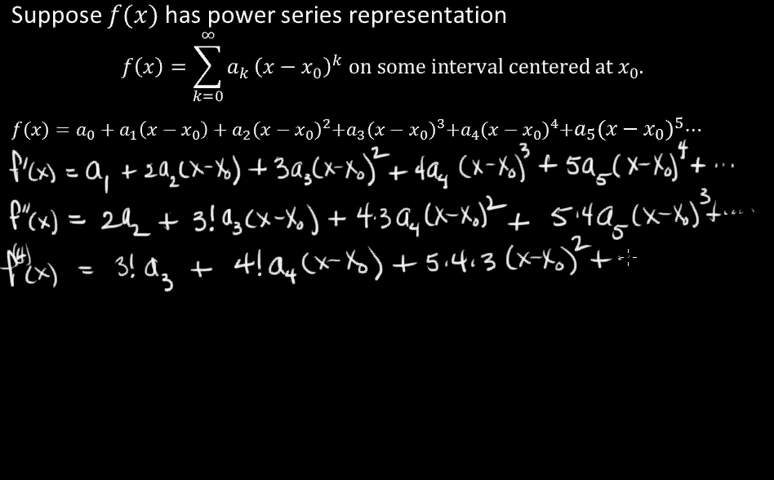 Suppose f(x) has power series representation
f(x) = ∑_{k=0}^{∞} a_k (x − x_0)^k on some interval centered at x_0.
f(x) = a_0 + a_1(x − x_0) + a_2(x − x_0)^2+a_3(x − x_0)^3+a_4(x − x_0)^4+a_5(x − x_0)^5...
f'(x) = a_1 + 2a_2(x-x_0) + 3a_3(x-x_0)^2 + 4a_4 (x-x_0)^3 + 5a_5(x-x_0)^4 + ...
f''(x) = 2a_2 + 3! a_3(x-x_0) + 4·3a_4(x-x_0)^2 + 5·4a_5(x-x_0)^3+....
f^(4)(x) = 3! a_3 + 4! a_4(x-x_0) + 5·4·3 (x-x_0)^2 +